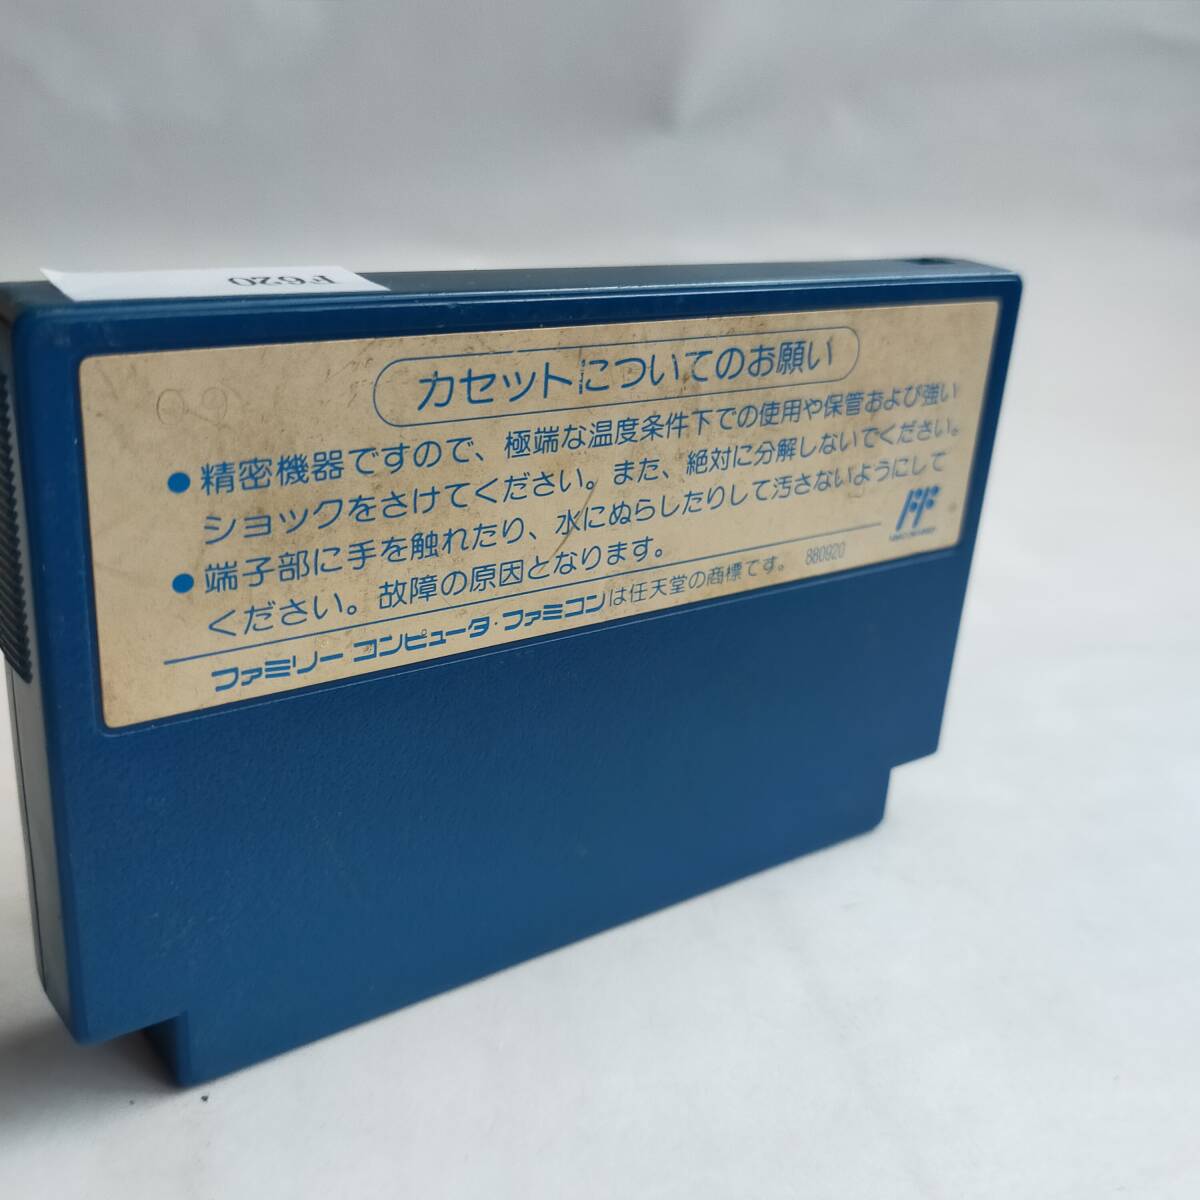 F620
カセットについてのお願い
● 精密機器ですので、極端な温度条件下での使用や保管および強い
ショックをさけてください。また、絶対に分解しないでください。
● 端子部に手を触れたり、水にぬらしたりして汚さないようにして
ください。故障の原因となります。
ファミリーコンピュータ・ファミコンは任天堂の商標です。 880920